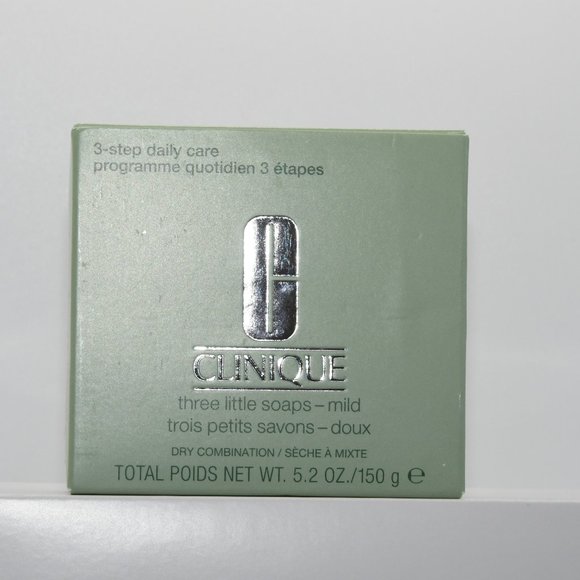 3-step daily care
programme quotidien 3 étapes
C
CLINIQUE
three little soaps – mild
trois petits savons – doux
DRY COMBINATION / SÈCHE À MIXTE
TOTAL POIDS NET WT. 5.2 OZ./150 g ℮